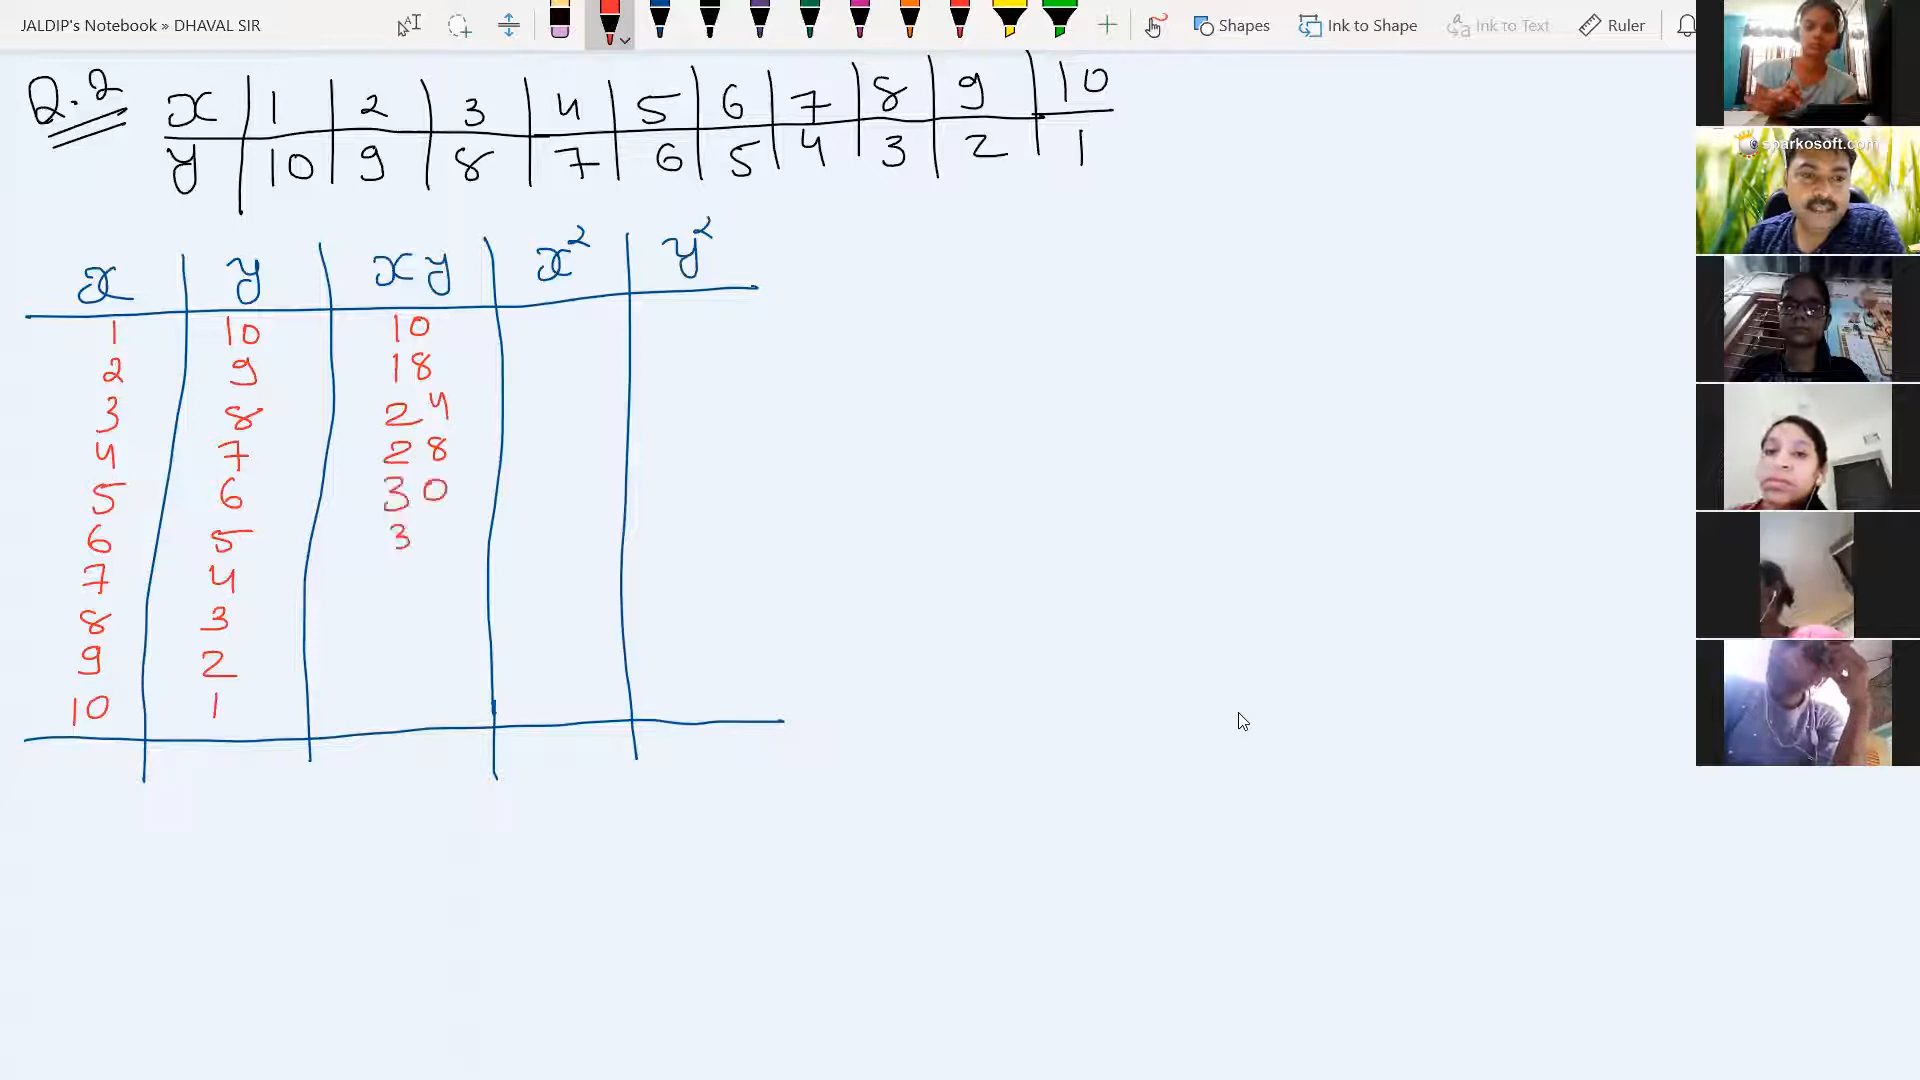 JALDIP's Notebook » DHAVAL SIR
Shapes Ink to Shape Ink to Text Ruler
sparkosoft.com
Q.2 x 1 2 3 4 5 6 7 8 9 10
y 10 9 8 7 6 5 4 3 2 1
x y xy x² y²
1 10 10
2 9 18
3 8 24
4 7 28
5 6 30
6 5 3
7 4
8 3
9 2
10 1